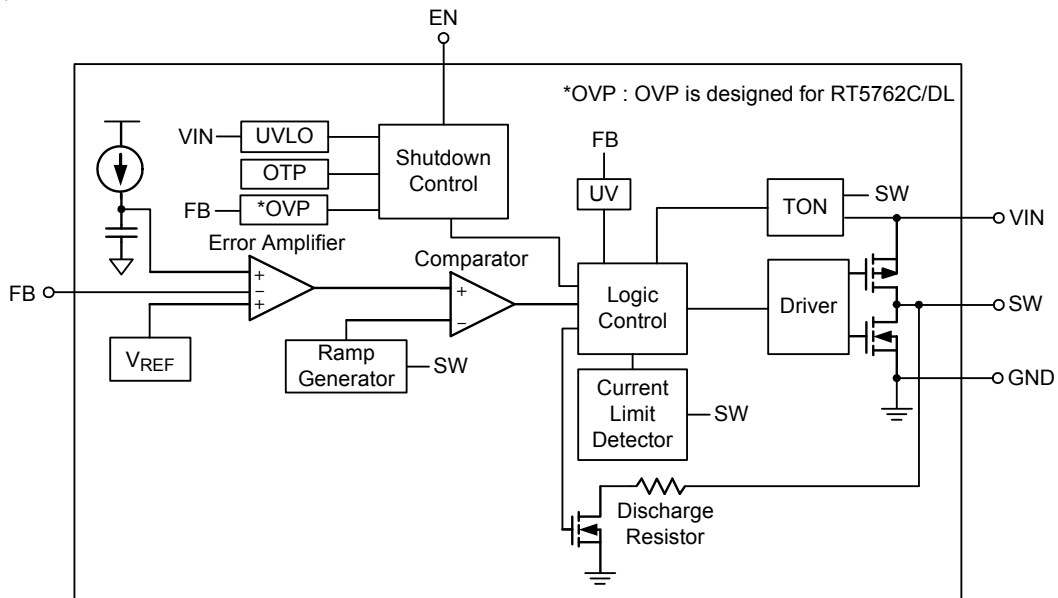 EN
*OVP : OVP is designed for RT5762C/DL
VIN
UVLO
Shutdown
Control
FB
OTP
UV
TON
SW
FB
*OVP
VIN
Error Amplifier
Comparator
FB
+
−
+
+
−
Logic
Control
Driver
SW
VREF
Ramp
Generator
SW
GND
Current
Limit
Detector
SW
Discharge
Resistor